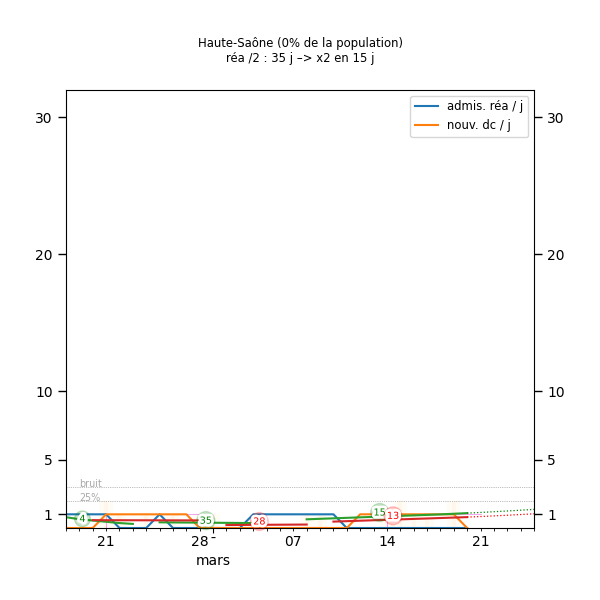 Haute-Saône (0% de la population)
réa /2 : 35 j –> x2 en 15 j
admis. réa / j
nouv. dc / j
30 30
20 20
10 10
5 5
bruit
25%
1 1
4 35 28 15 13
21 28 07 14 21
mars